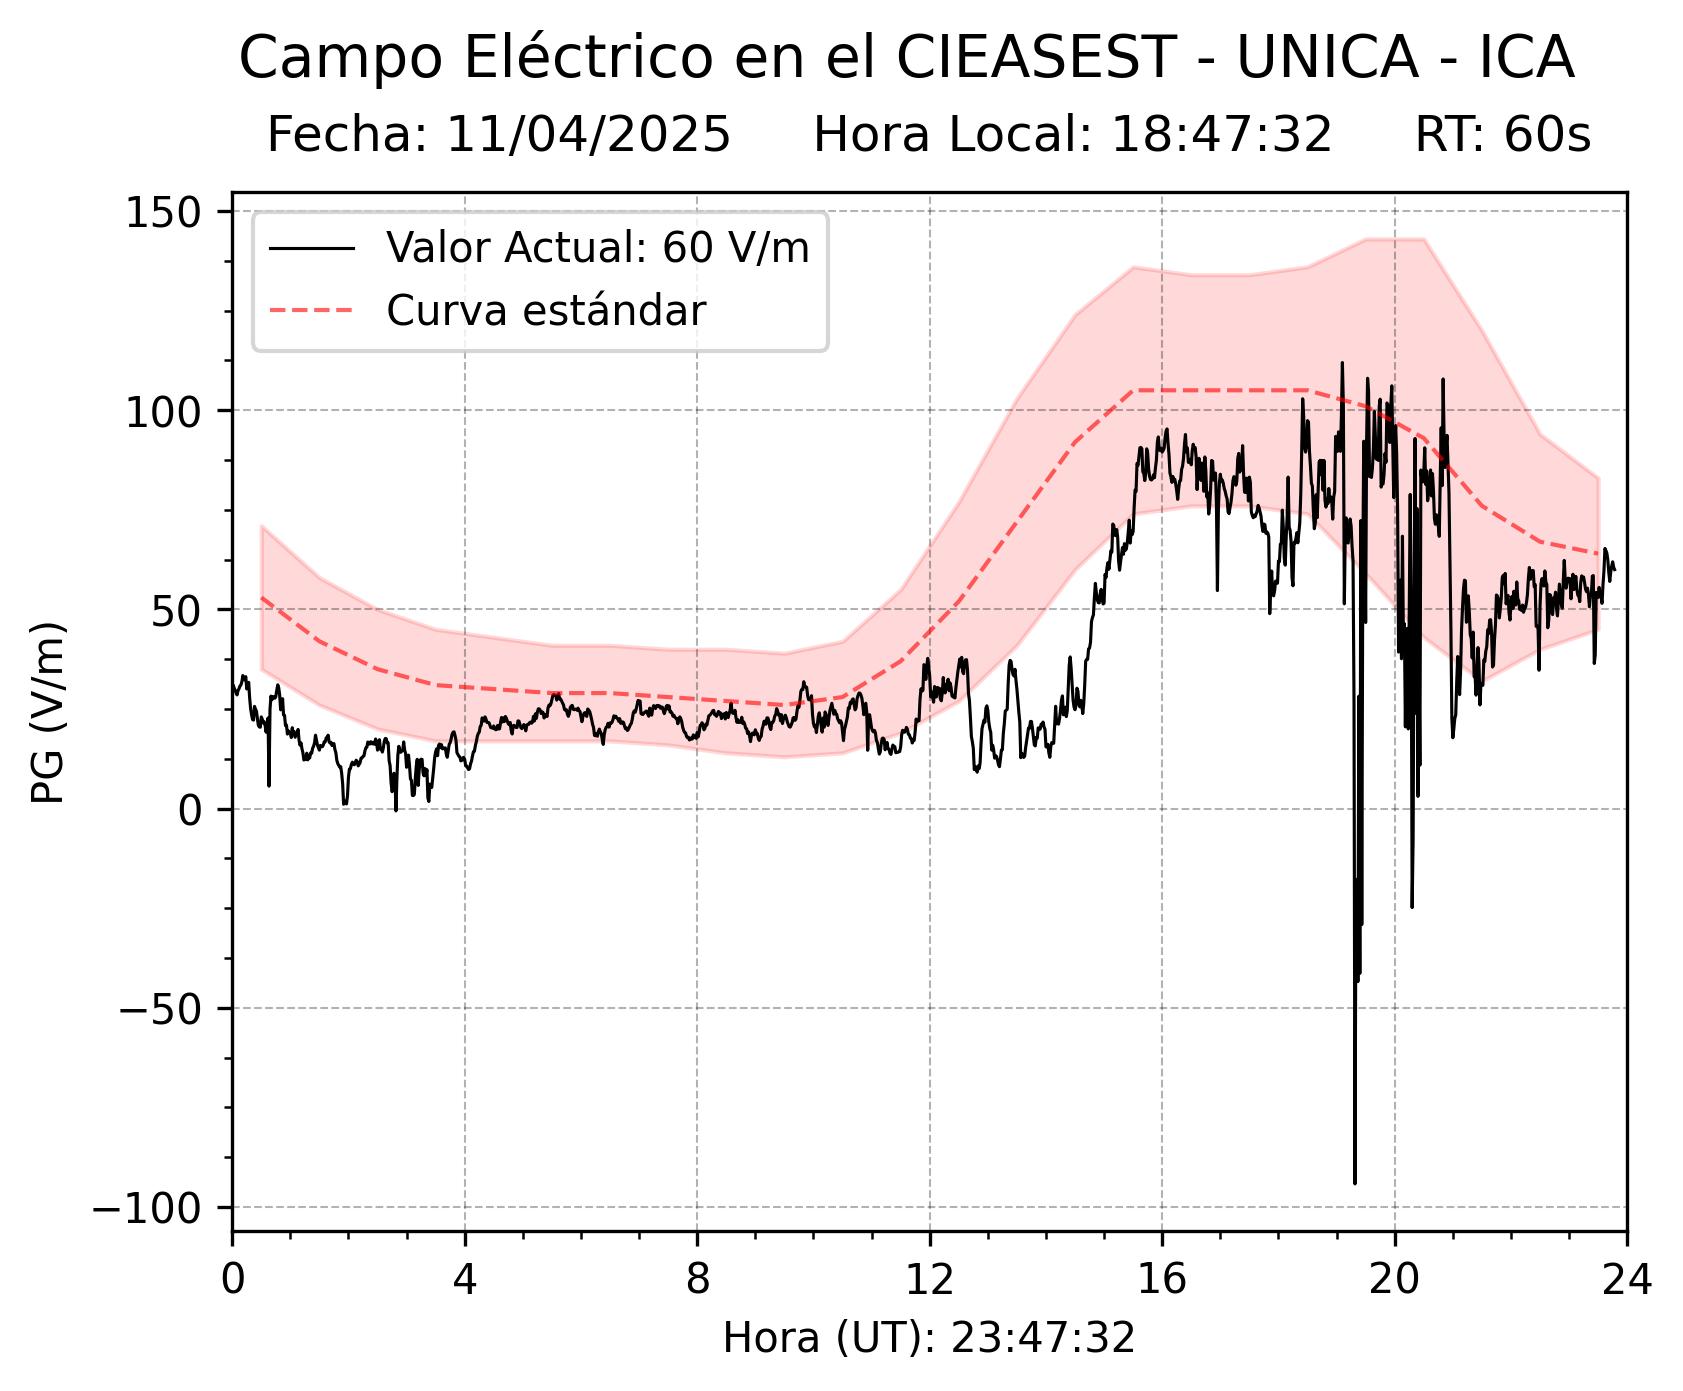 Campo Eléctrico en el CIEASEST - UNICA - ICA
Fecha: 11/04/2025 Hora Local: 18:47:32 RT: 60s
Valor Actual: 60 V/m
Curva estándar
PG (V/m)
150
100
50
0
−50
−100
0 4 8 12 16 20 24
Hora (UT): 23:47:32